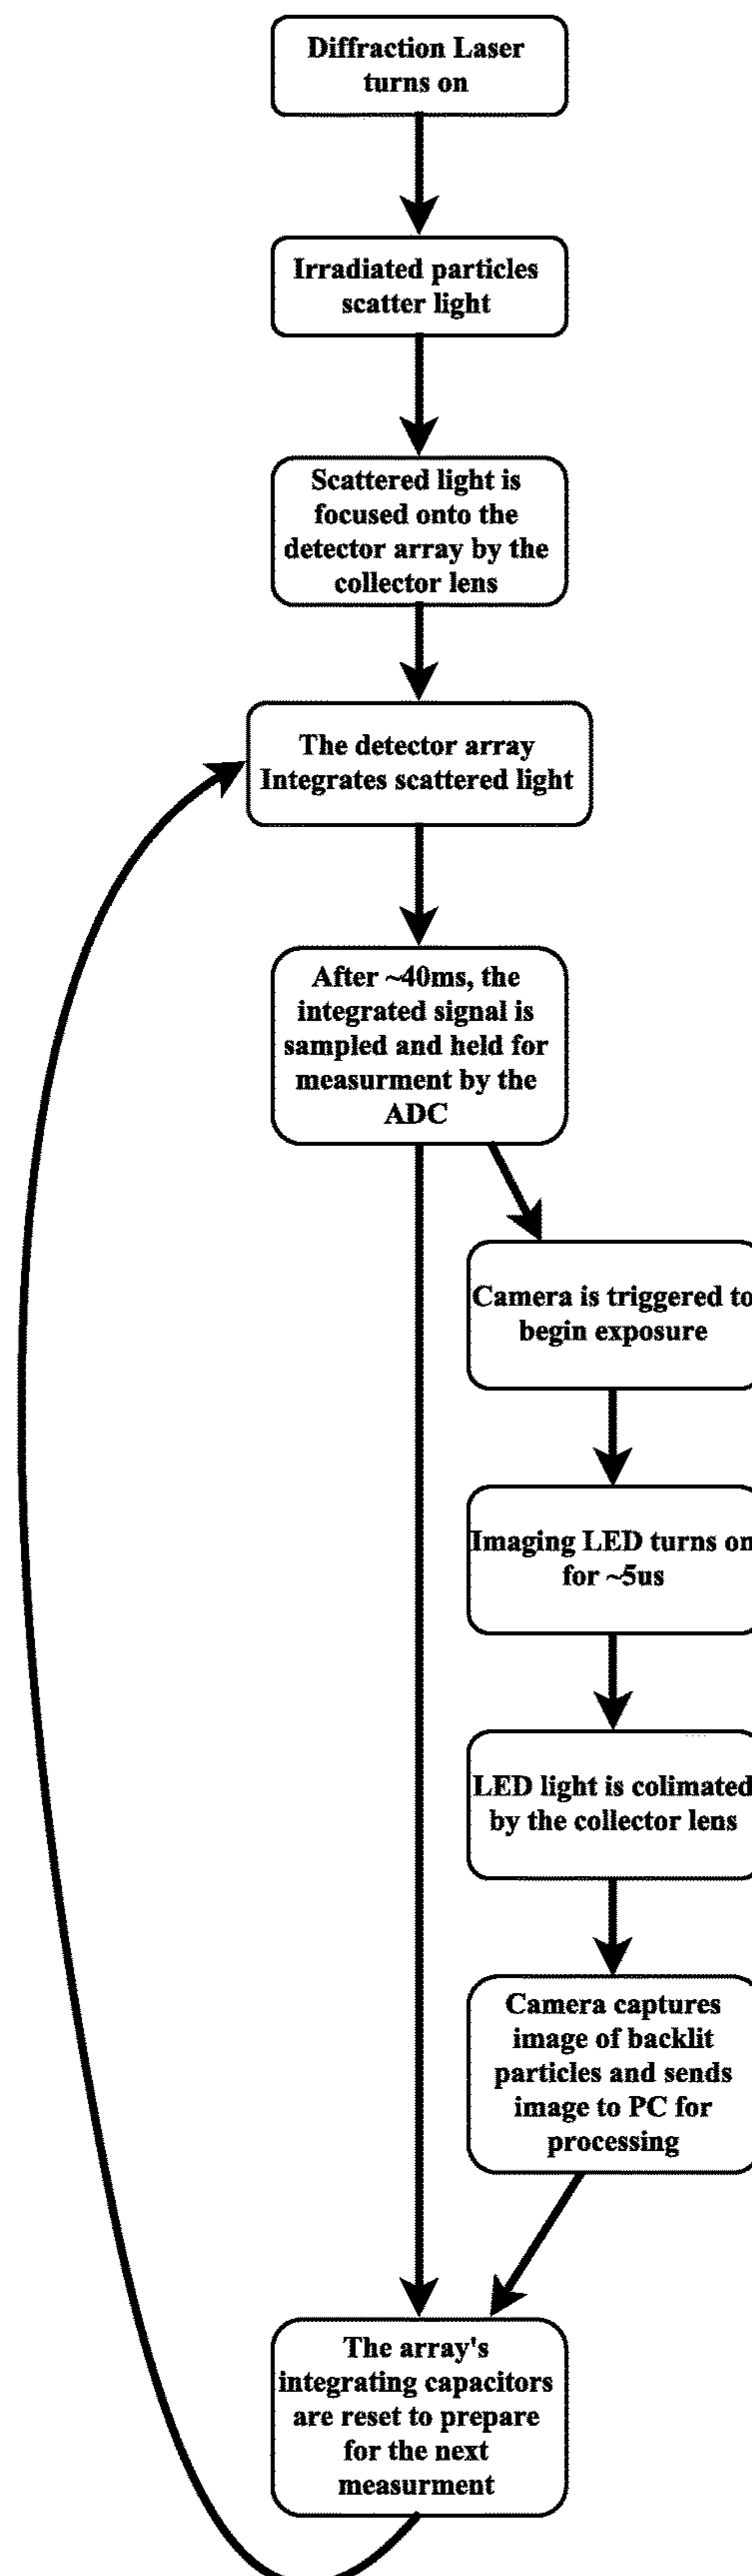 Diffraction Laser
turns on
Irradiated particles
scatter light
Scattered light is
focused onto the
detector array by the
collector lens
The detector array
Integrates scattered light
After ~40ms, the
integrated signal is
sampled and held for
measurment by the
ADC
Camera is triggered to
begin exposure
Imaging LED turns on
for ~5us
LED light is colimated
by the collector lens
Camera captures
image of backlit
particles and sends
image to PC for
processing
The array's
integrating capacitors
are reset to prepare
for the next
measurment